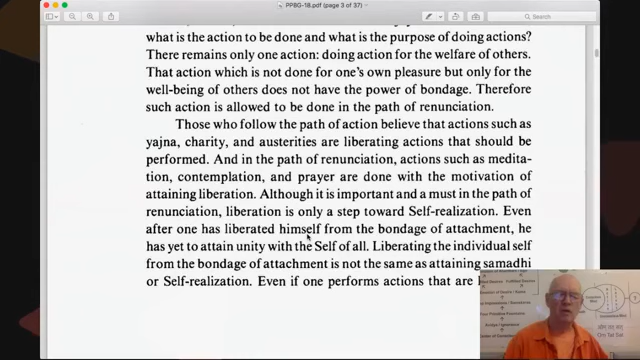 PPBG-18.pdf (page 3 of 37)
Search
what is the action to be done and what is the purpose of doing actions?
There remains only one action: doing action for the welfare of others.
That action which is not done for one's own pleasure but only for the
well-being of others does not have the power of bondage. Therefore
such action is allowed to be done in the path of renunciation.
Those who follow the path of action believe that actions such as
yajna, charity, and austerities are liberating actions that should be
performed. And in the path of renunciation, actions such as medita-
tion, contemplation, and prayer are done with the motivation of
attaining liberation. Although it is important and a must in the path of
renunciation, liberation is only a step toward Self-realization. Even
after one has liberated himself from the bondage of attachment, he
has yet to attain unity with the Self of all. Liberating the individual self
from the bondage of attachment is not the same as attaining samadhi
or Self-realization. Even if one performs actions that are